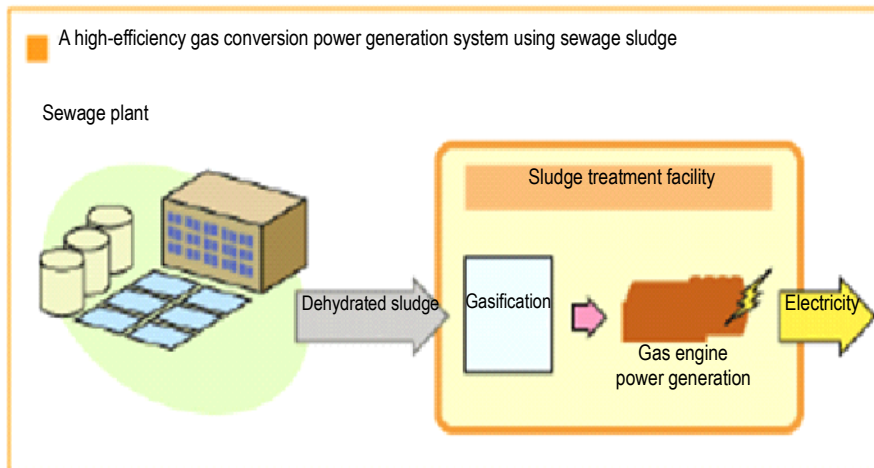 A high-efficiency gas conversion power generation system using sewage sludge
Sewage plant
Sludge treatment facility
Dehydrated sludge
Gasification
Electricity
Gas engine
power generation